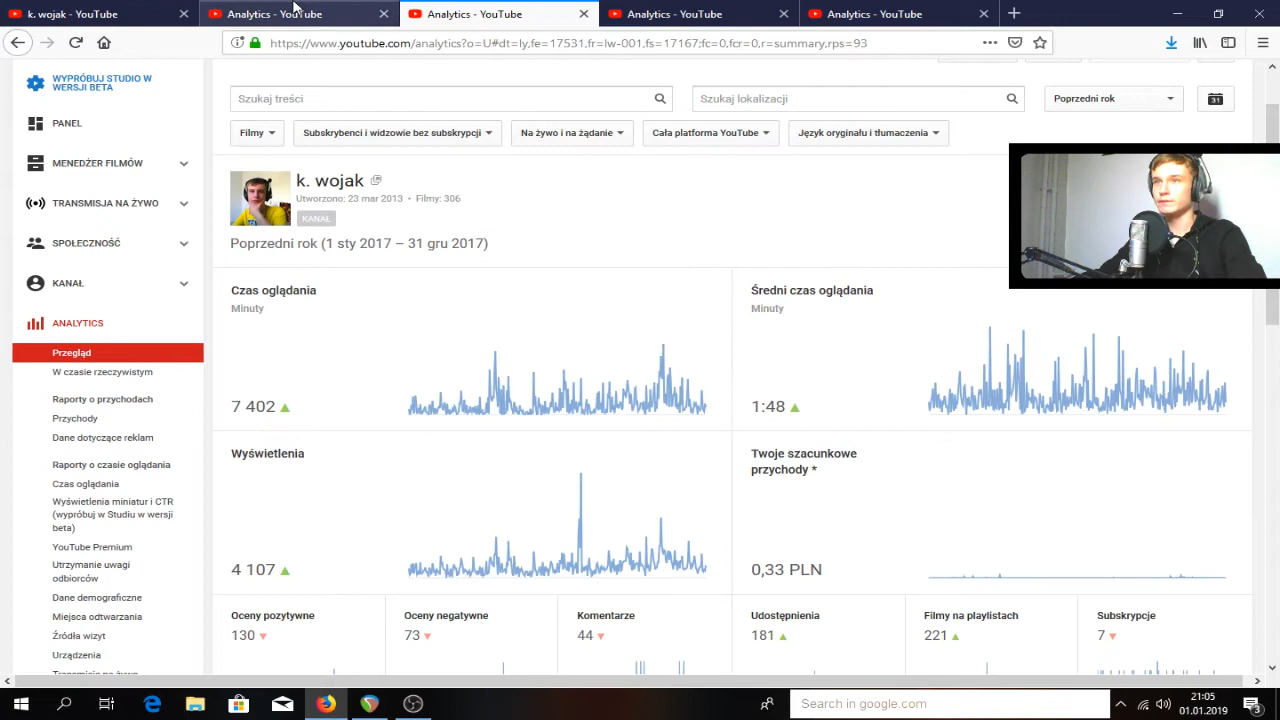 k. wojak - YouTube
Analytics - YouTube
Analytics - YouTube
Analytics - YouTube
Analytics - YouTube
https://www.youtube.com/analytics?o=U#dt=ly,fe=17531,fr=lw-001,fs=17167;fc=0,fcr=0,r=summary,rps=93
WYPRÓBUJ STUDIO W
WERSJI BETA
PANEL
MENEDŻER FILMÓW
TRANSMISJA NA ŻYWO
SPOŁECZNOŚĆ
KANAŁ
ANALYTICS
Przegląd
W czasie rzeczywistym
Raporty o przychodach
Przychody
Dane dotyczące reklam
Raporty o czasie oglądania
Czas oglądania
Wyświetlenia miniatur i CTR
(wypróbuj w Studiu w wersji
beta)
YouTube Premium
Utrzymanie uwagi
odbiorców
Dane demograficzne
Miejsca odtwarzania
Źródła wizyt
Urządzenia
Transmisja na żywo
Szukaj treści
Szukaj lokalizacji
Poprzedni rok
31
Filmy
Subskrybenci i widzowie bez subskrypcji
Na żywo i na żądanie
Cała platforma YouTube
Język oryginału i tłumaczenia
k. wojak
Utworzono: 23 mar 2013 • Filmy: 306
KANAŁ
Poprzedni rok (1 sty 2017 – 31 gru 2017)
Czas oglądania
Minuty
7 402
Średni czas oglądania
Minuty
1:48
Wyświetlenia
4 107
Twoje szacunkowe
przychody *
0,33 PLN
Oceny pozytywne
130
Oceny negatywne
73
Komentarze
44
Udostępnienia
181
Filmy na playlistach
221
Subskrypcje
7
Search in google.com
21:05
01.01.2019
3